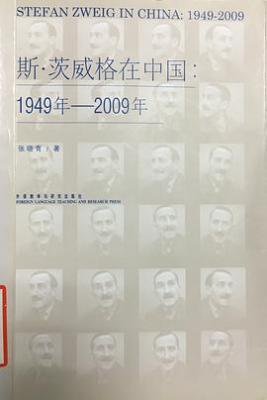 STEFAN ZWEIG IN CHINA: 1949-2009
斯·茨威格在中国:
1949年—2009年
张晓青 / 著
外语教学与研究出版社
FOREIGN LANGUAGE TEACHING AND RESEARCH PRESS